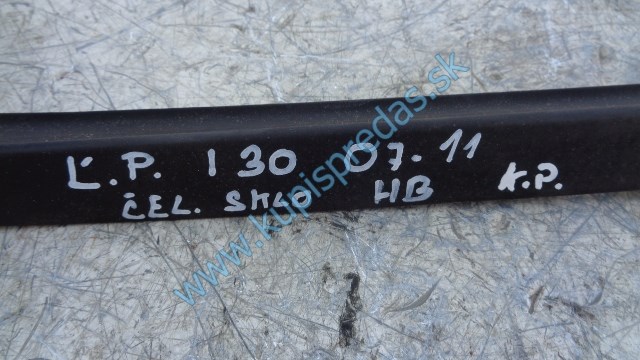 Ľ.P. I 30 07.11
ČEL. SKLO HB K.P.
www.kupispredas.sk